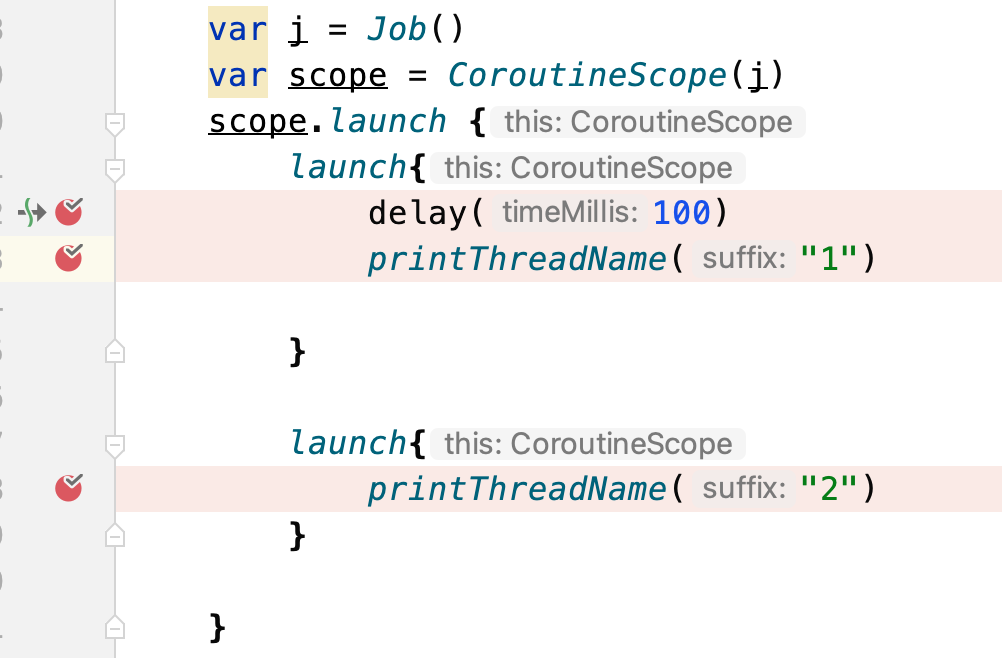 var j = Job()
var scope = CoroutineScope(j)
scope.launch { this: CoroutineScope
launch{ this: CoroutineScope
delay( timeMillis: 100)
printThreadName( suffix: "1")
}
launch{ this: CoroutineScope
printThreadName( suffix: "2")
}
}